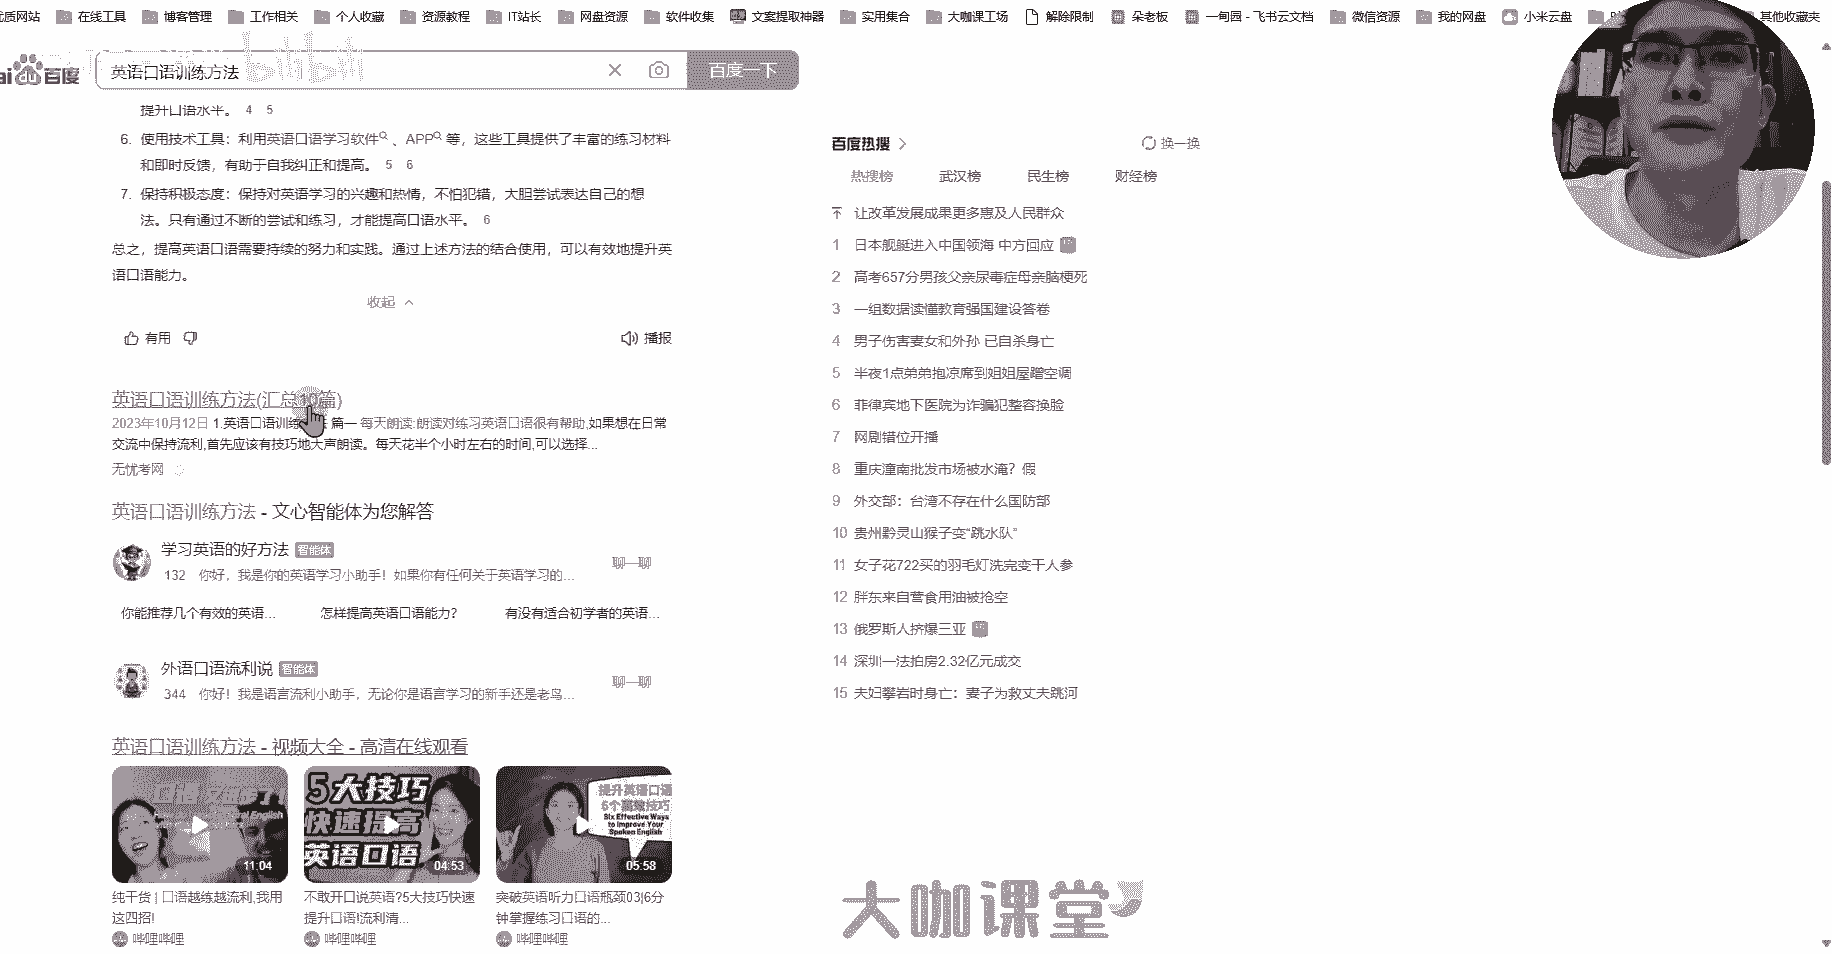 优质网站 在线工具 博客管理 工作相关 个人收藏 资源教程 IT站长 网盘资源 软件收集 文案提取神器 实用集合 大咖课工场 解除限制 朵老板 一甸园 - 飞书云文档 微信资源 我的网盘 小米云盘 其他收藏夹
百度 英语口语训练方法 百度一下
bilibili
提升口语水平。 4 5
6. 使用技术工具：利用英语口语学习软件、APP等，这些工具提供了丰富的练习材料
和即时反馈，有助于自我纠正和提高。 5 6
7. 保持积极态度：保持对英语学习的兴趣和热情，不怕犯错，大胆尝试表达自己的想
法。只有通过不断的尝试和练习，才能提高口语水平。 6
总之，提高英语口语需要持续的努力和实践。通过上述方法的结合使用，可以有效地提升英
语口语能力。
收起
有用 播报
英语口语训练方法(汇总10篇)
2023年10月12日 1.英语口语训练 篇一 每天朗读:朗读对练习英语口语很有帮助,如果想在日常
交流中保持流利,首先应该有技巧地大声朗读。每天花半个小时左右的时间,可以选择...
无忧考网
英语口语训练方法 - 文心智能体为您解答
学习英语的好方法 智能体
132 你好，我是你的英语学习小助手！如果你有任何关于英语学习的... 聊一聊
你能推荐几个有效的英语... 怎样提高英语口语能力？ 有没有适合初学者的英语...
外语口语流利说 智能体
344 你好！我是语言流利小助手，无论你是语言学习的新手还是老鸟... 聊一聊
英语口语训练方法 - 视频大全 - 高清在线观看
11:04
5大技巧
快速提高
英语口语
04:53
提升英语口语
6个高效技巧
Six Effective Ways
to Improve Your
Spoken English
05:58
纯干货 | 口语越练越流利,我用
这四招!
哔哩哔哩
不敢开口说英语?5大技巧快速
提升口语!流利清...
哔哩哔哩
突破英语听力口语瓶颈03|6分
钟掌握练习口语的...
哔哩哔哩
百度热搜 换一换
热搜榜 武汉榜 民生榜 财经榜
让改革发展成果更多惠及人民群众
1 日本舰艇进入中国领海 中方回应
2 高考657分男孩父亲尿毒症母亲脑梗死
3 一组数据读懂教育强国建设答卷
4 男子伤害妻女和外孙 已自杀身亡
5 半夜1点弟弟抱凉席到姐姐屋蹭空调
6 菲律宾地下医院为诈骗犯整容换脸
7 网剧错位开播
8 重庆潼南批发市场被水淹？假
9 外交部：台湾不存在什么国防部
10 贵州黔灵山猴子变“跳水队”
11 女子花722买的羽毛灯洗完变干人参
12 胖东来自营食用油被抢空
13 俄罗斯人挤爆三亚
14 深圳一法拍房2.32亿元成交
15 夫妇攀岩时身亡：妻子为救丈夫跳河
大咖课堂